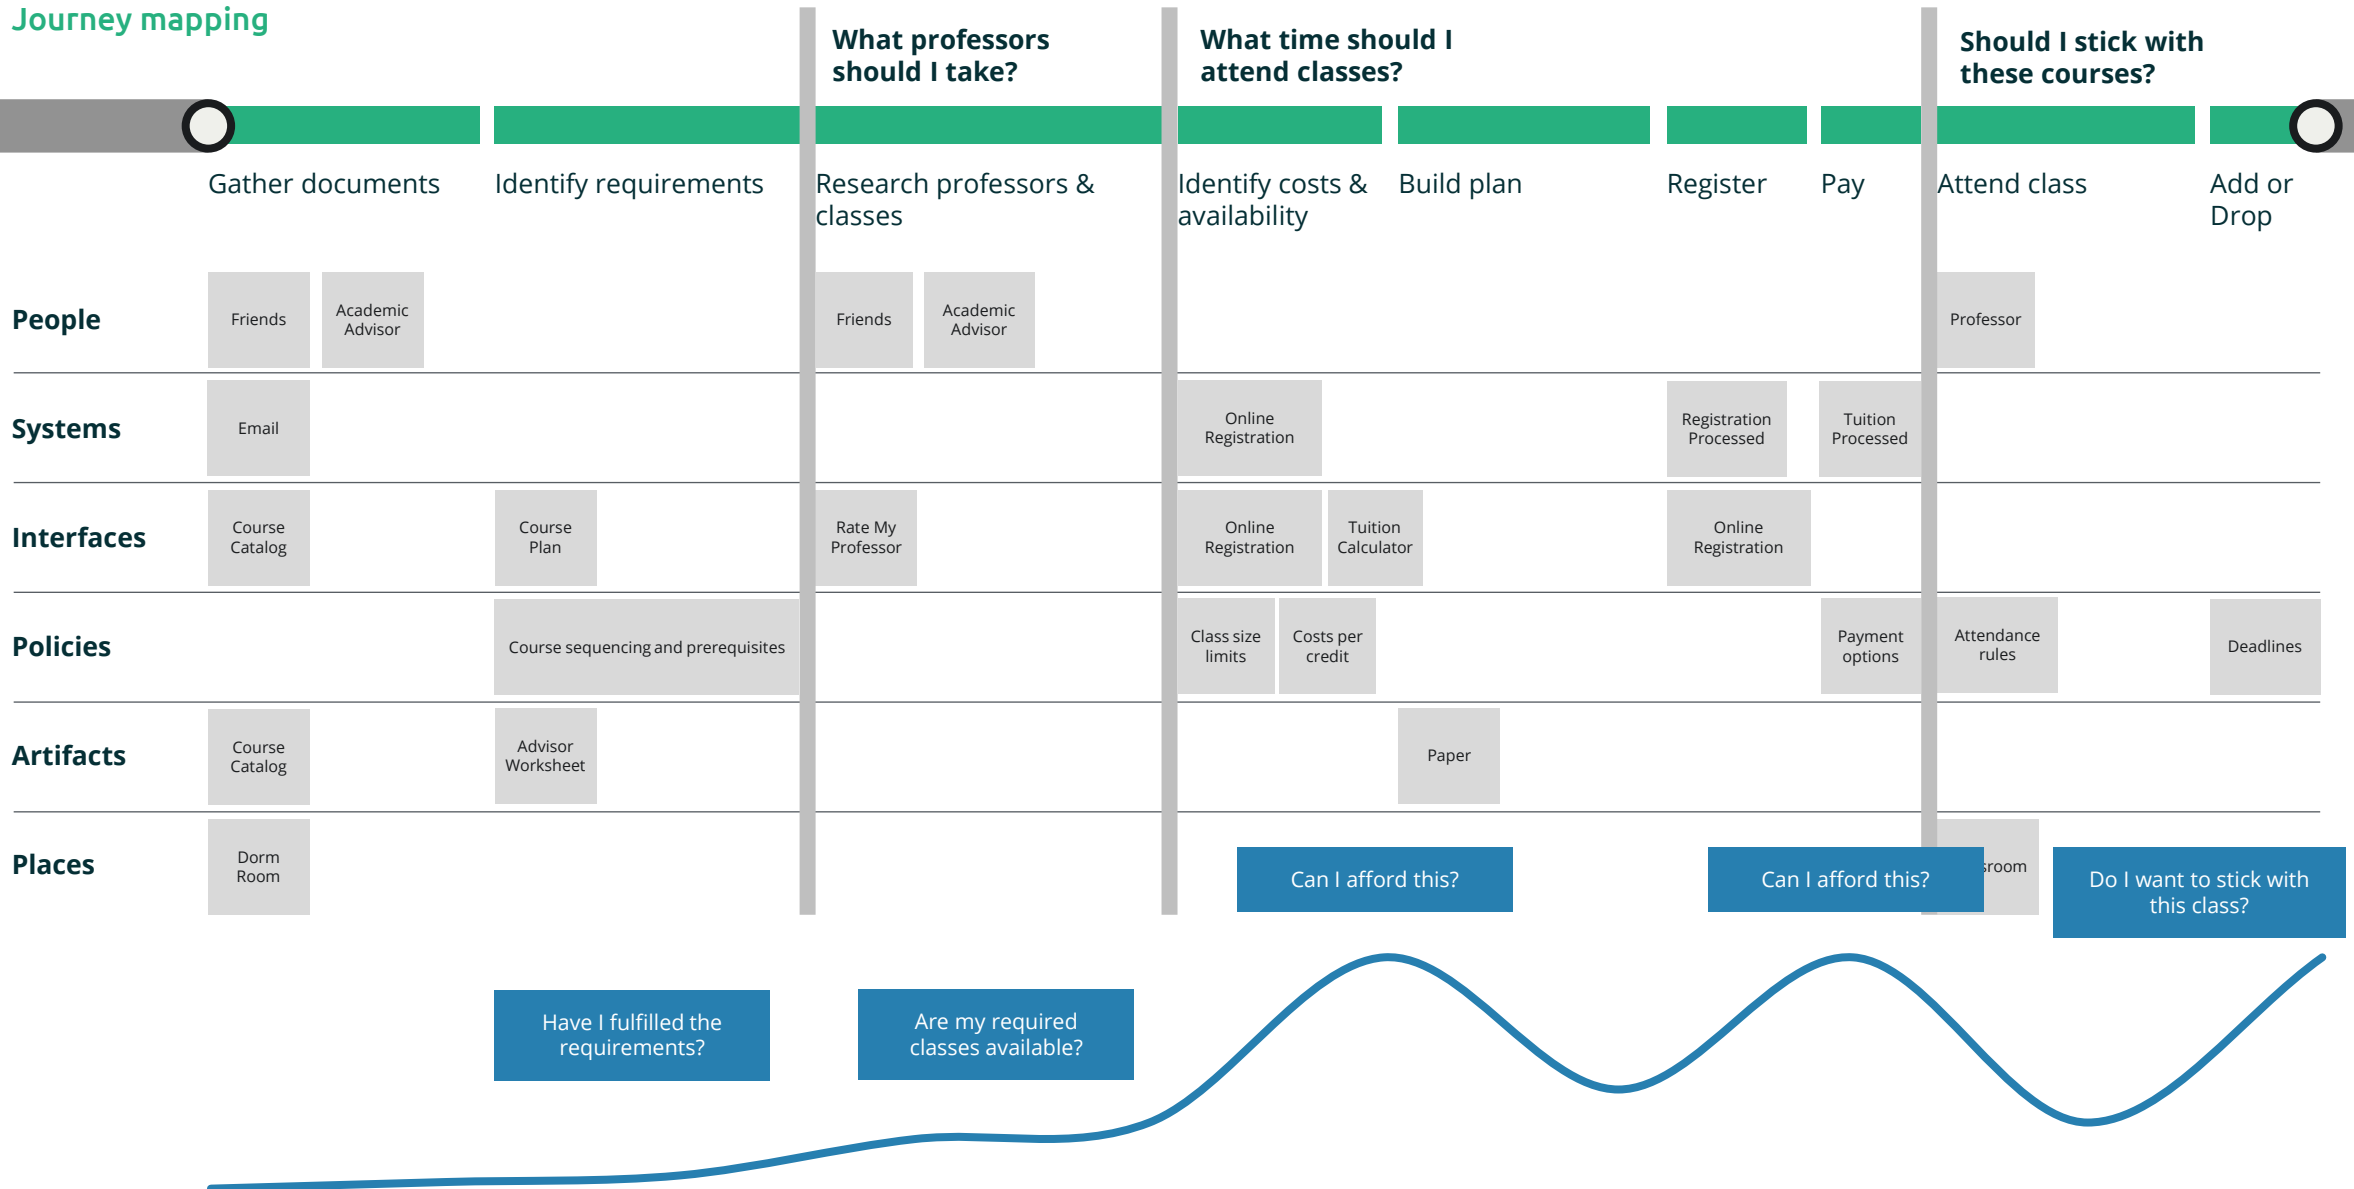 Journey mapping
What professors
should I take?
What time should I
attend classes?
Should I stick with
these courses?
Gather documents
Identify requirements
Research professors &
classes
Identify costs &
availability
Build plan
Register
Pay
Attend class
Add or
Drop
People
Friends
Academic
Advisor
Friends
Academic
Advisor
Professor
Systems
Email
Online
Registration
Registration
Processed
Tuition
Processed
Interfaces
Course
Catalog
Course
Plan
Rate My
Professor
Online
Registration
Tuition
Calculator
Online
Registration
Policies
Course sequencing and prerequisites
Class size
limits
Costs per
credit
Payment
options
Attendance
rules
Deadlines
Artifacts
Course
Catalog
Advisor
Worksheet
Paper
Places
Dorm
Room
Can I afford this?
Can I afford this?
Do I want to stick with
this class?
Have I fulfilled the
requirements?
Are my required
classes available?